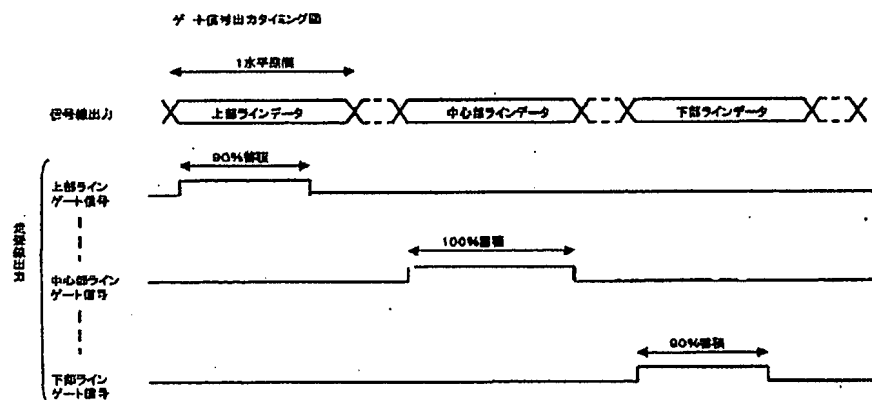 ゲート信号出力タイミング図
1水平期間
信号線出力
上部ラインデータ
中心部ラインデータ
下部ラインデータ
90%蓄積
上部ライン
ゲート信号
100%蓄積
中心部ライン
ゲート信号
90%蓄積
下部ライン
ゲート信号